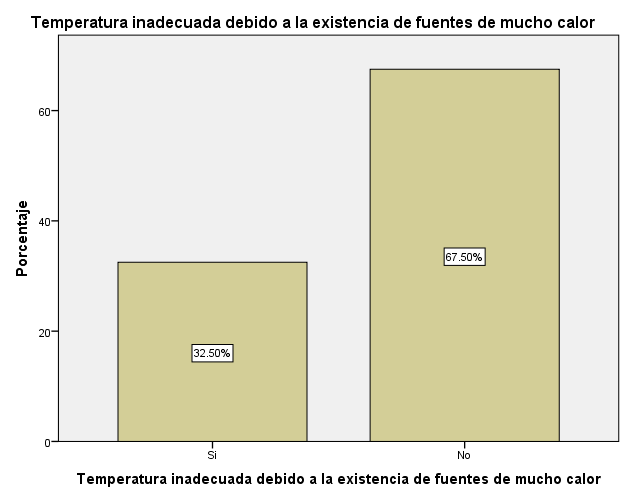 Temperatura inadecuada debido a la existencia de fuentes de mucho calor
Porcentaje
60
40
20
0
32.50%
67.50%
Si
No
Temperatura inadecuada debido a la existencia de fuentes de mucho calor